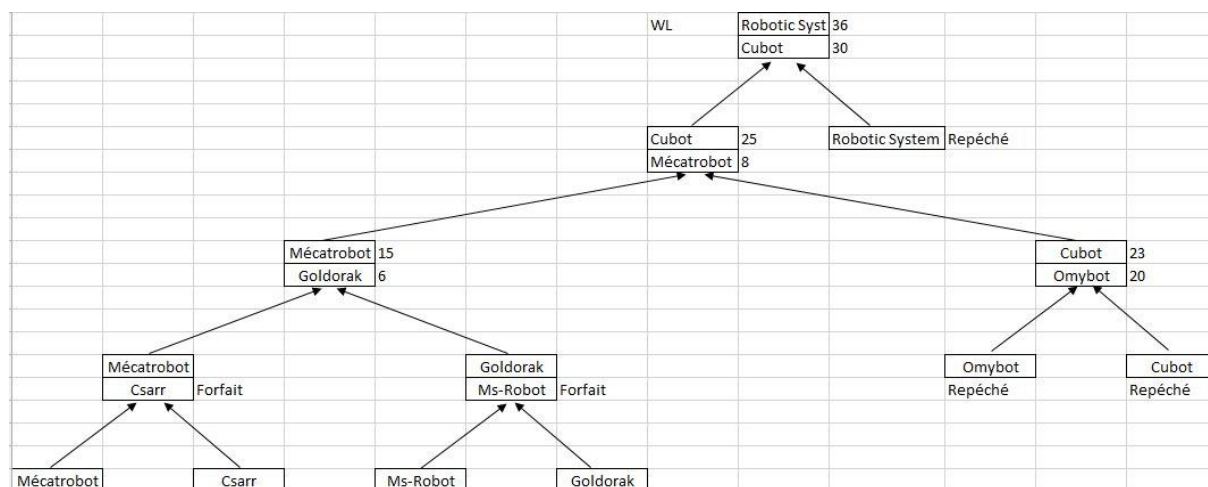 WL Robotic Syst 36
Cubot 30
Cubot 25 Robotic System Repéché
Mécatrobot 8
Mécatrobot 15 Cubot 23
Goldorak 6 Omybot 20
Mécatrobot Goldorak Omybot Cubot
Csarr Forfait Ms-Robot Forfait Repéché Repéché
Mécatrobot Csarr Ms-Robot Goldorak